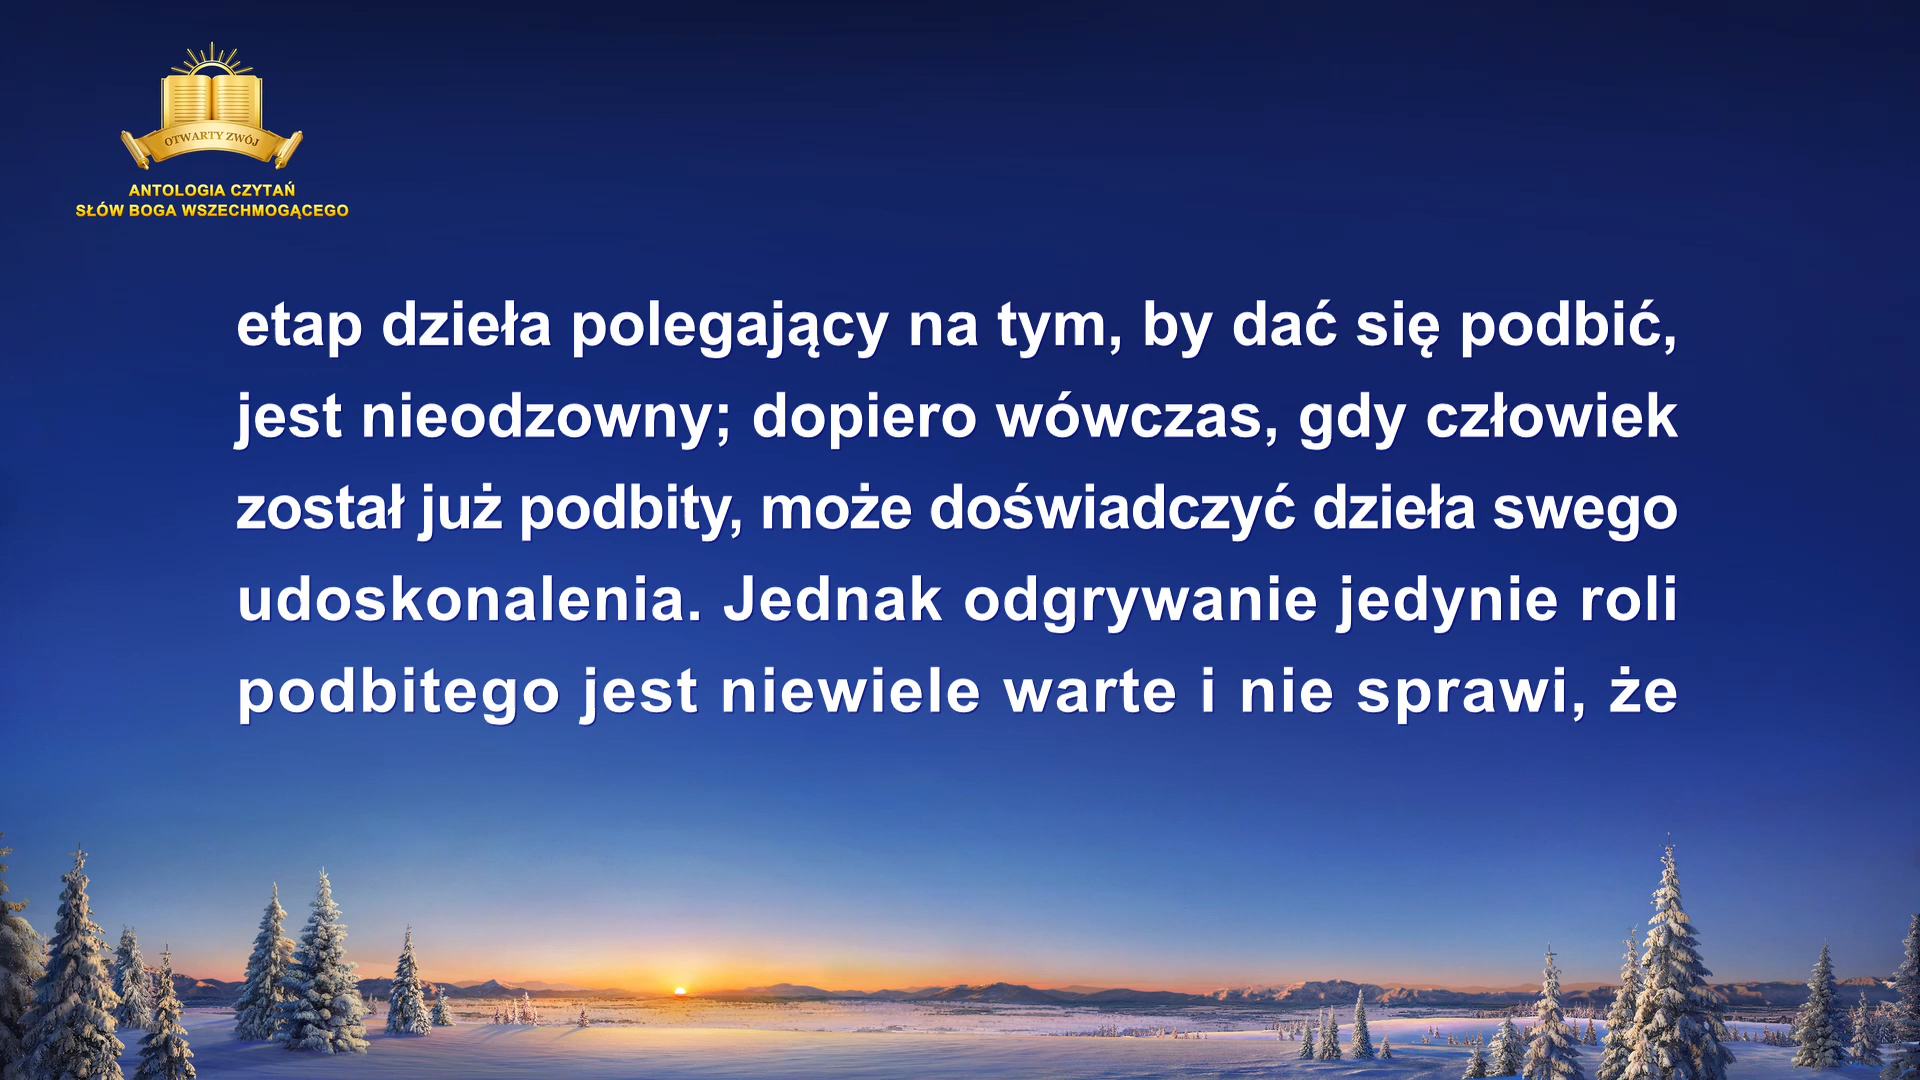 OTWARTY ZWÓJ
ANTOLOGIA CZYTAŃ
SŁÓW BOGA WSZECHMOGĄCEGO
etap dzieła polegający na tym, by dać się podbić,
jest nieodzowny; dopiero wówczas, gdy człowiek
został już podbity, może doświadczyć dzieła swego
udoskonalenia. Jednak odgrywanie jedynie roli
podbitego jest niewiele warte i nie sprawi, że